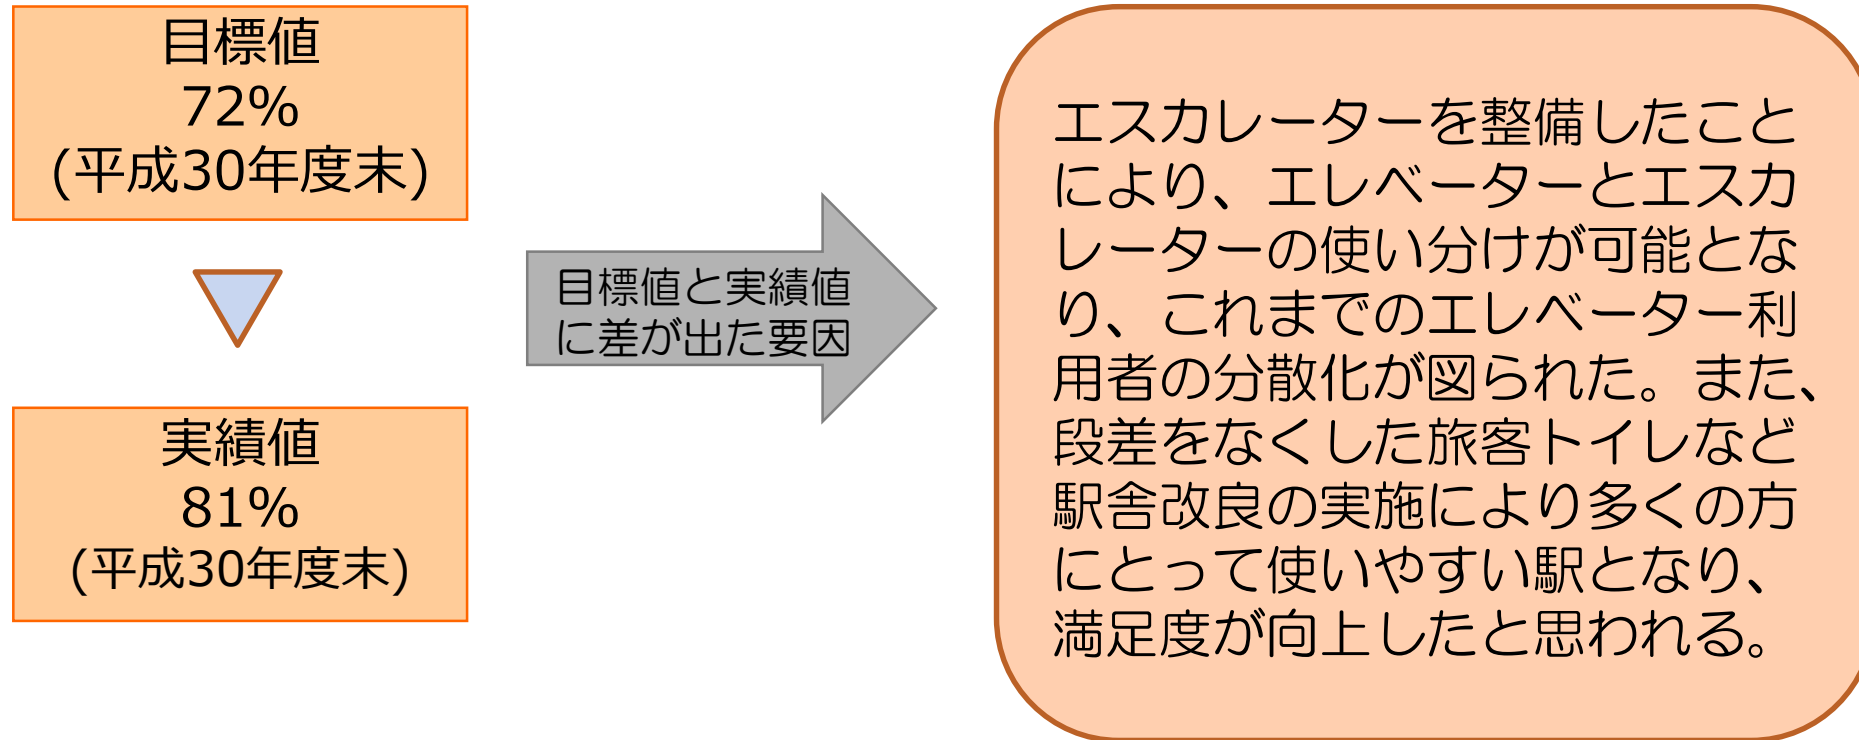 目標値
72%
(平成30年度末)
実績値
81%
(平成30年度末)
目標値と実績値
に差が出た要因
エスカレーターを整備したこと
により、エレベーターとエスカ
レーターの使い分けが可能とな
り、これまでのエレベーター利
用者の分散化が図られた。また、
段差をなくした旅客トイレなど
駅舎改良の実施により多くの方
にとって使いやすい駅となり、
満足度が向上したと思われる。